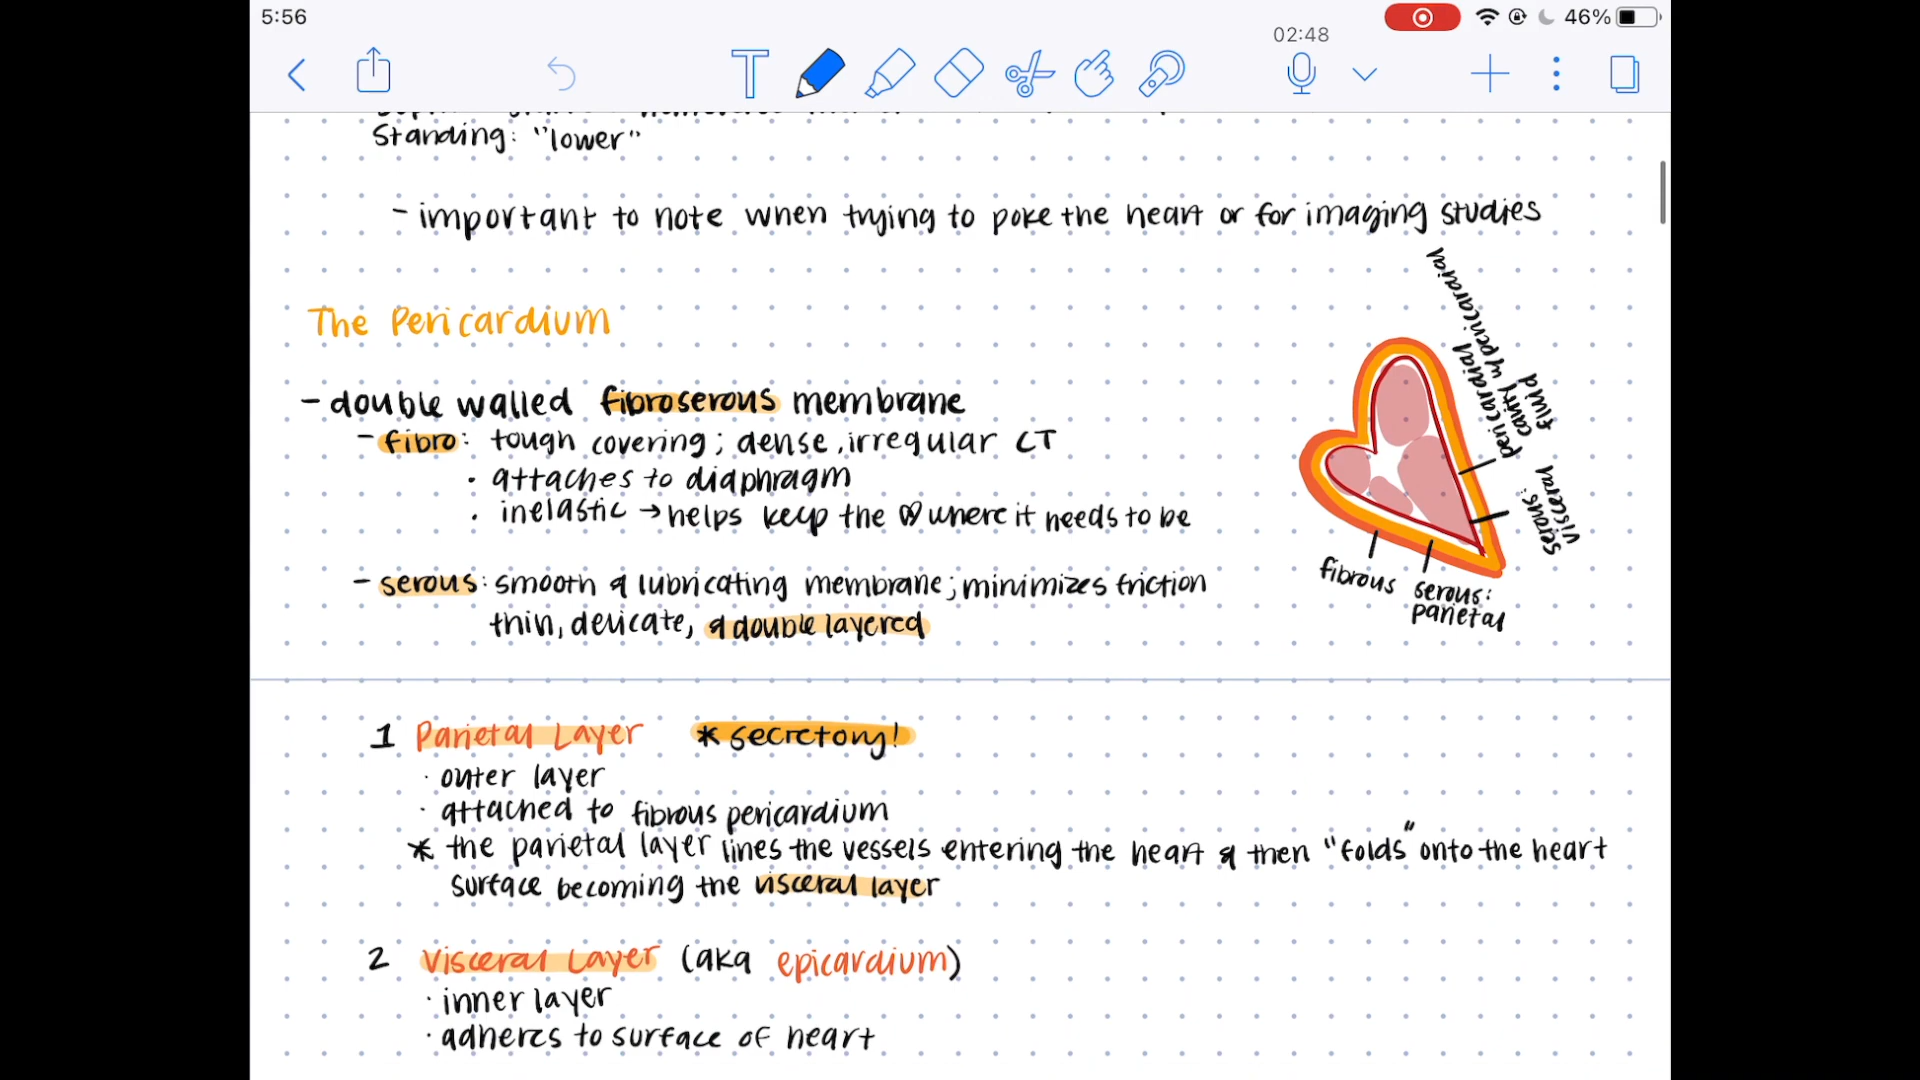 5:56
46%
02:48
Standing: "lower"
- important to note when trying to poke the heart or for imaging studies
The Pericardium
- double walled fibroserous membrane
- fibro: tough covering; dense, irregular CT
· attaches to diaphragm
· inelastic → helps keep the ♡ where it needs to be
- serous: smooth & lubricating membrane; minimizes friction
thin, delicate, & double layered
pericardial
cavity w/ pericardial
fluid
serous:
visceral
fibrous
serous:
parietal
1 Parietal Layer * secretory!
· outer layer
· attached to fibrous pericardium
* the parietal layer lines the vessels entering the heart & then "folds" onto the heart
surface becoming the visceral layer
2 Visceral Layer (aka epicardium)
· inner layer
· adheres to surface of heart